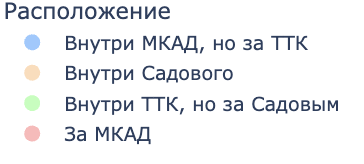 Расположение
Внутри МКАД, но за ТТК
Внутри Садового
Внутри ТТК, но за Садовым
За МКАД